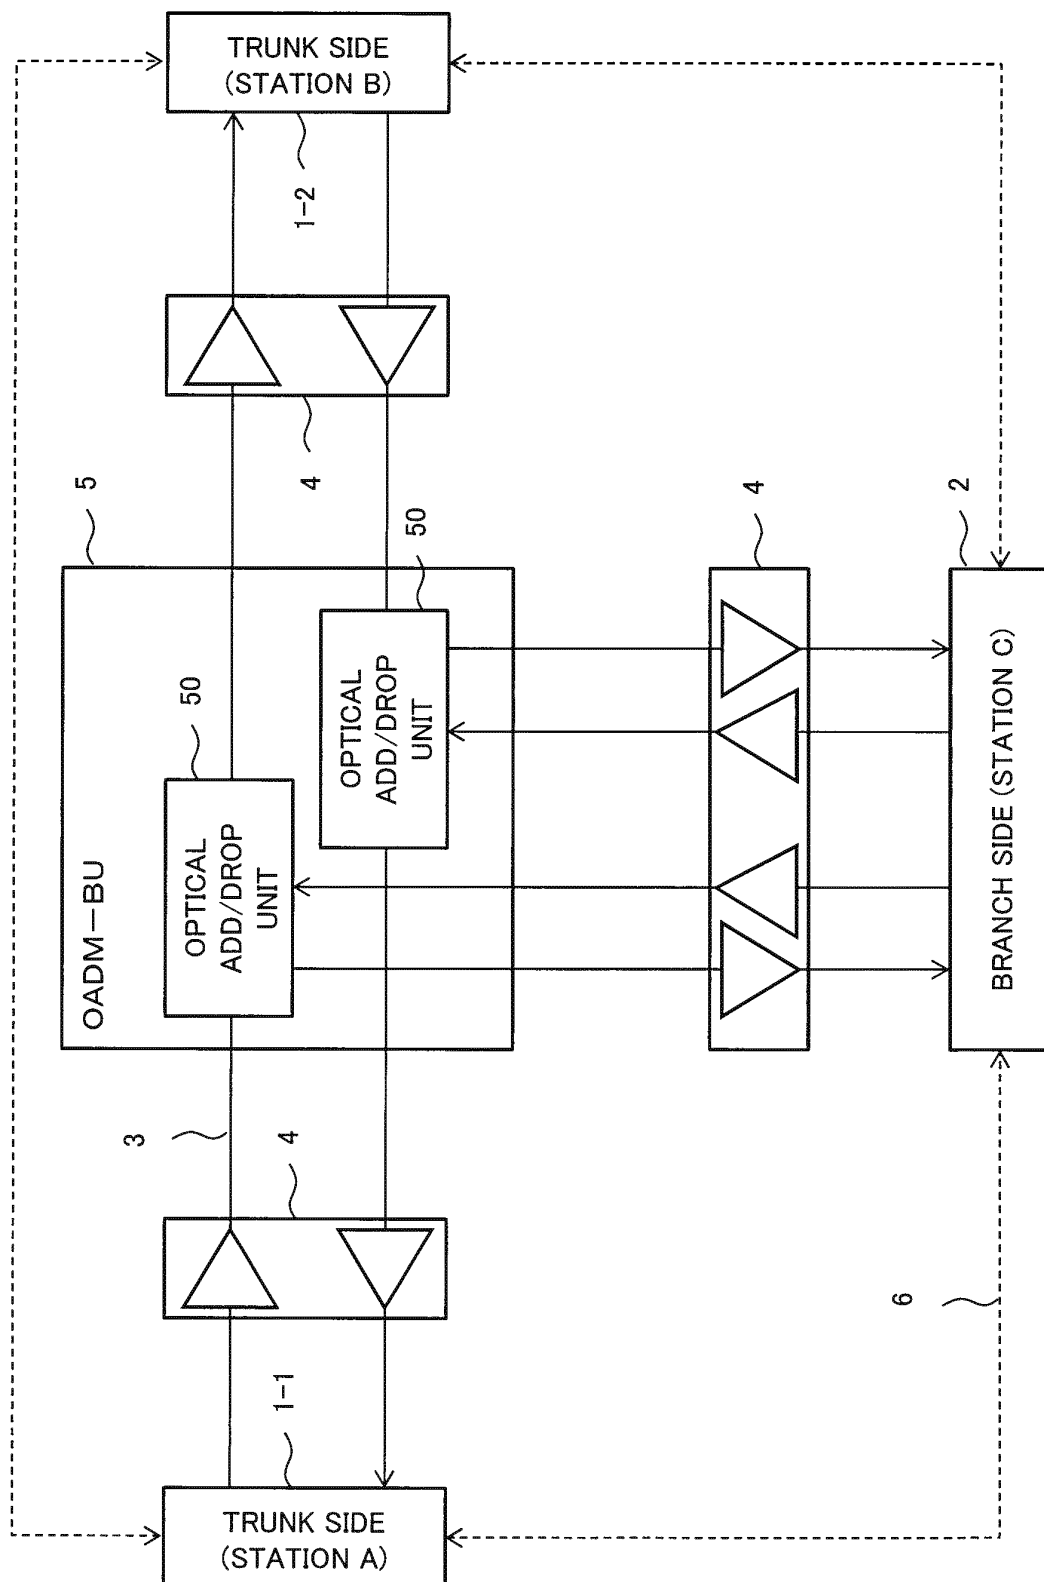 TRUNK SIDE
(STATION B)
1-2
4
5
50
50
4
2
OPTICAL
ADD/DROP
UNIT
OPTICAL
ADD/DROP
UNIT
OADM-BU
BRANCH SIDE (STATION C)
3
4
6
1-1
TRUNK SIDE
(STATION A)